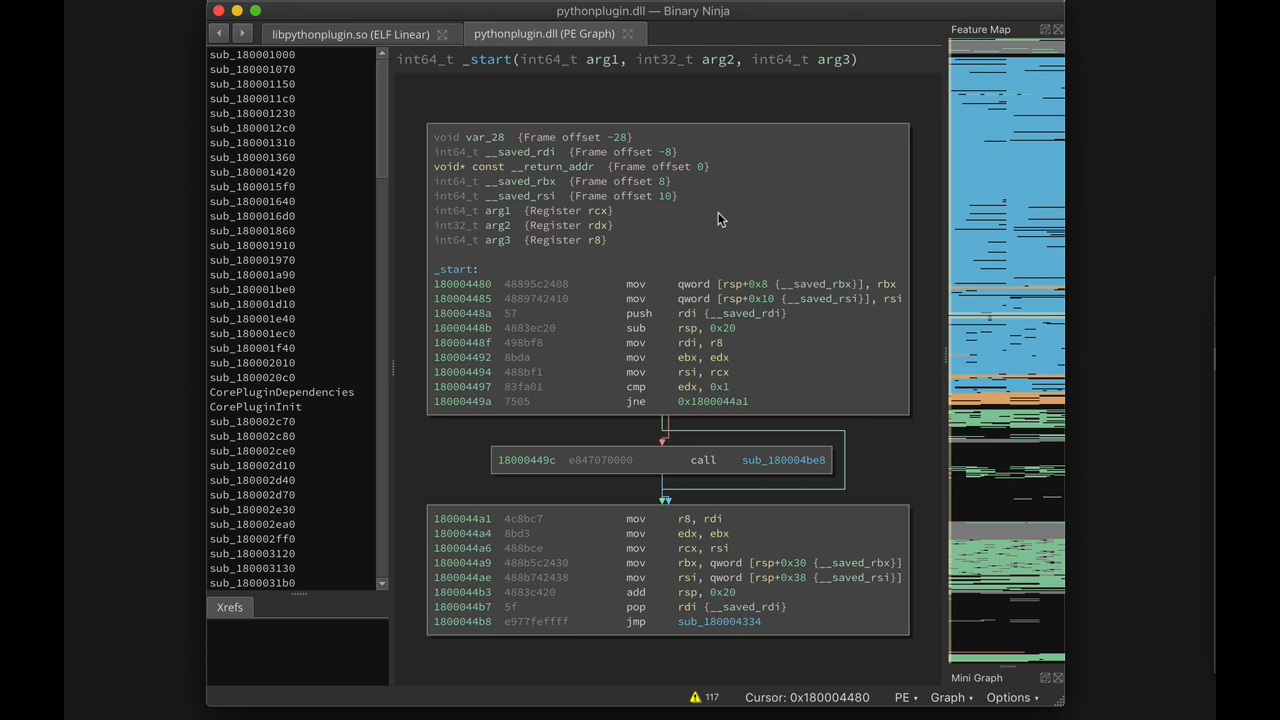 pythonplugin.dll — Binary Ninja
libpythonplugin.so (ELF Linear)
pythonplugin.dll (PE Graph)
sub_180001000
sub_180001070
sub_180001150
sub_1800011c0
sub_180001230
sub_1800012c0
sub_180001310
sub_180001360
sub_180001420
sub_1800015f0
sub_180001640
sub_1800016d0
sub_180001860
sub_180001910
sub_180001970
sub_180001a90
sub_180001be0
sub_180001d10
sub_180001e40
sub_180001ec0
sub_180001f40
sub_180002010
sub_1800020c0
CorePluginDependencies
CorePluginInit
sub_180002c70
sub_180002c80
sub_180002ce0
sub_180002d10
sub_180002d40
sub_180002d70
sub_180002e30
sub_180002ea0
sub_180002ff0
sub_180003120
sub_180003130
sub_1800031b0
Xrefs
int64_t _start(int64_t arg1, int32_t arg2, int64_t arg3)
void var_28 {Frame offset -28}
int64_t __saved_rdi {Frame offset -8}
void* const __return_addr {Frame offset 0}
int64_t __saved_rbx {Frame offset 8}
int64_t __saved_rsi {Frame offset 10}
int64_t arg1 {Register rcx}
int32_t arg2 {Register rdx}
int64_t arg3 {Register r8}
_start:
180004480 48895c2408 mov qword [rsp+0x8 {__saved_rbx}], rbx
180004485 4889742410 mov qword [rsp+0x10 {__saved_rsi}], rsi
18000448a 57 push rdi {__saved_rdi}
18000448b 4883ec20 sub rsp, 0x20
18000448f 498bf8 mov rdi, r8
180004492 8bda mov ebx, edx
180004494 488bf1 mov rsi, rcx
180004497 83fa01 cmp edx, 0x1
18000449a 7505 jne 0x1800044a1
18000449c e847070000 call sub_180004be8
1800044a1 4c8bc7 mov r8, rdi
1800044a4 8bd3 mov edx, ebx
1800044a6 488bce mov rcx, rsi
1800044a9 488b5c2430 mov rbx, qword [rsp+0x30 {__saved_rbx}]
1800044ae 488b742438 mov rsi, qword [rsp+0x38 {__saved_rsi}]
1800044b3 4883c420 add rsp, 0x20
1800044b7 5f pop rdi {__saved_rdi}
1800044b8 e977feffff jmp sub_180004334
Feature Map
Mini Graph
117 Cursor: 0x180004480 PE Graph Options